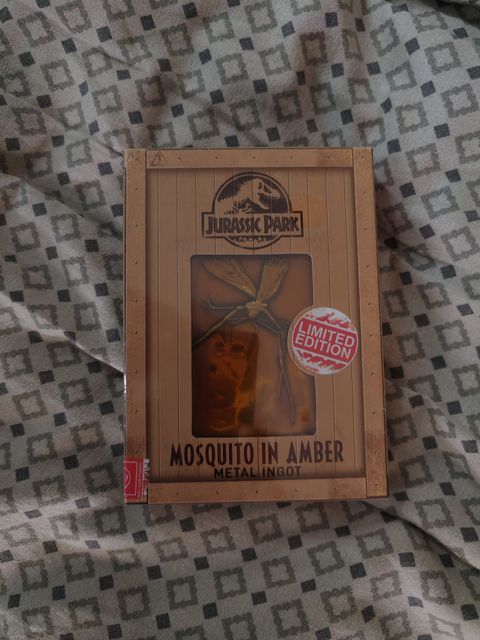 JURASSIC PARK
LIMITED
EDITION
MOSQUITO IN AMBER
METAL INGOT